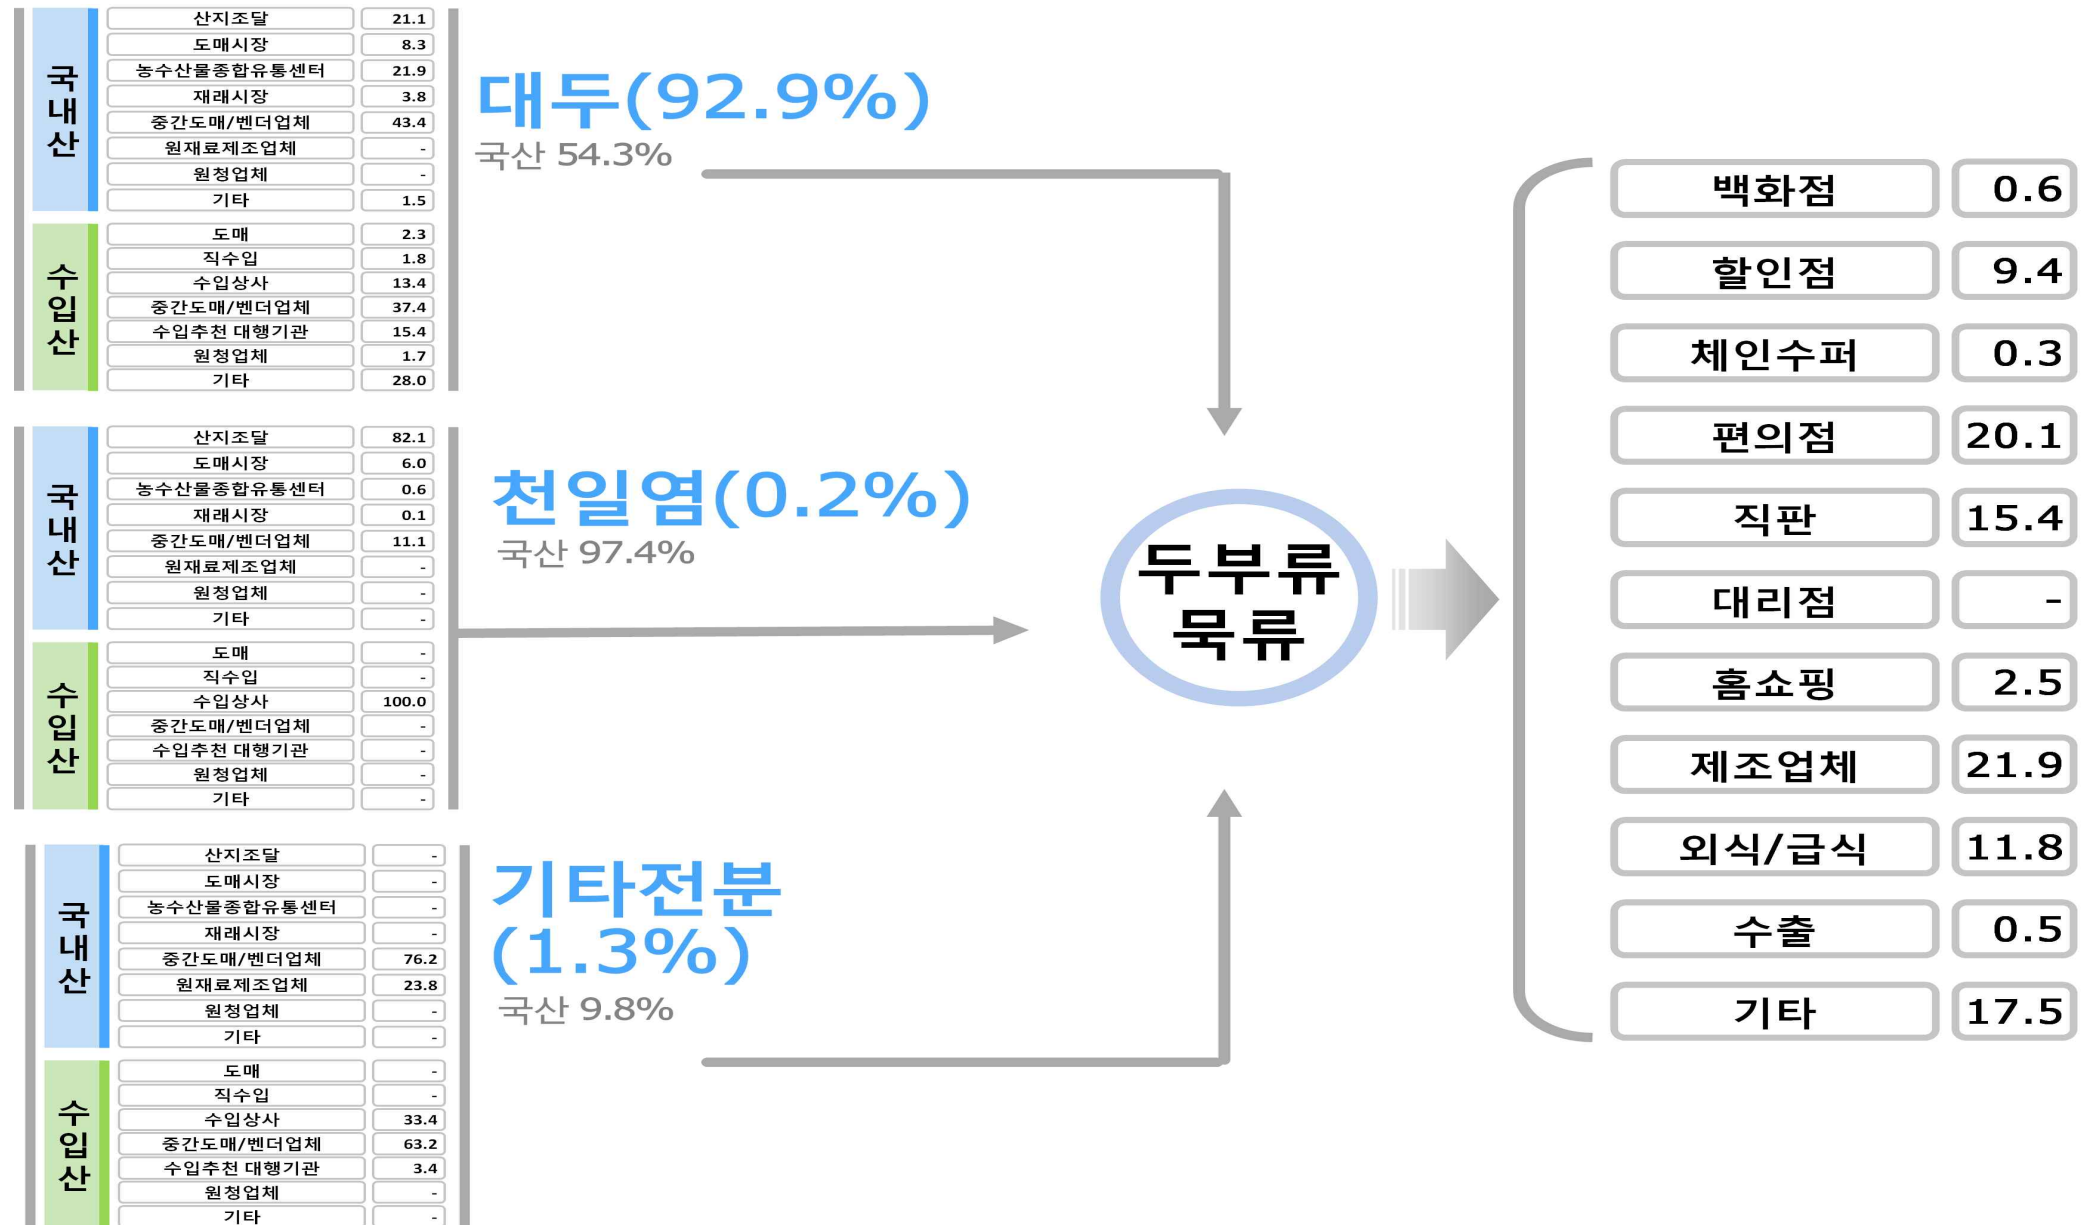 국내산
산지조달 21.1
도매시장 8.3
농수산물종합유통센터 21.9
재래시장 3.8
중간도매/벤더업체 43.4
원재료제조업체 -
원청업체 -
기타 1.5
수입산
도매 2.3
직수입 1.8
수입상사 13.4
중간도매/벤더업체 37.4
수입추천 대행기관 15.4
원청업체 1.7
기타 28.0
대두(92.9%)
국산 54.3%
국내산
산지조달 82.1
도매시장 6.0
농수산물종합유통센터 0.6
재래시장 0.1
중간도매/벤더업체 11.1
원재료제조업체 -
원청업체 -
기타 -
수입산
도매 -
직수입 -
수입상사 100.0
중간도매/벤더업체 -
수입추천 대행기관 -
원청업체 -
기타 -
천일염(0.2%)
국산 97.4%
국내산
산지조달 -
도매시장 -
농수산물종합유통센터 -
재래시장 -
중간도매/벤더업체 76.2
원재료제조업체 23.8
원청업체 -
기타 -
수입산
도매 -
직수입 -
수입상사 33.4
중간도매/벤더업체 63.2
수입추천 대행기관 3.4
원청업체 -
기타 -
기타전분
(1.3%)
국산 9.8%
두부류
묵류
백화점 0.6
할인점 9.4
체인수퍼 0.3
편의점 20.1
직판 15.4
대리점 -
홈쇼핑 2.5
제조업체 21.9
외식/급식 11.8
수출 0.5
기타 17.5